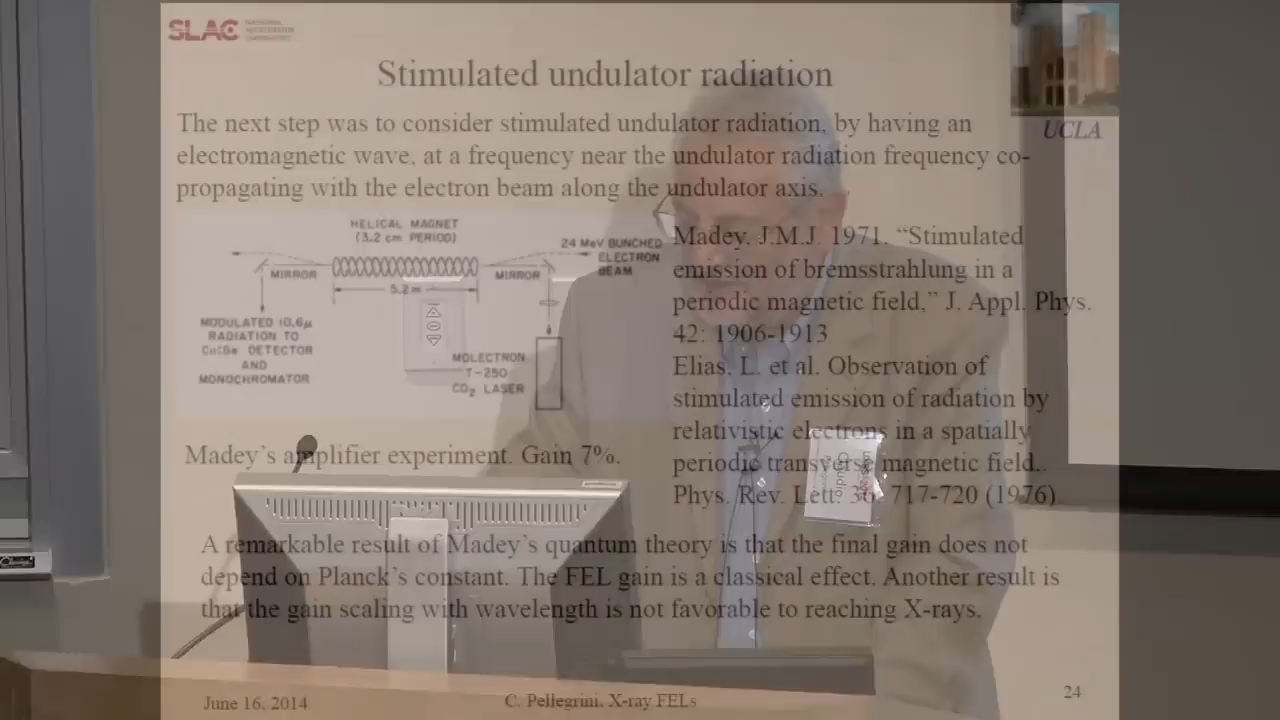 SLAC NATIONAL ACCELERATOR LABORATORY
Stimulated undulator radiation
UCLA
The next step was to consider stimulated undulator radiation, by having an
electromagnetic wave, at a frequency near the undulator radiation frequency co-
propagating with the electron beam along the undulator axis.
HELICAL MAGNET
(3.2 cm PERIOD)
24 MeV BUNCHED
ELECTRON
BEAM
MIRROR
MIRROR
5.2 m
MODULATED 10.6μ
RADIATION TO
Cu:Ge DETECTOR
AND
MONOCHROMATOR
MOLECTRON
T-250
CO2 LASER
Madey, J.M.J. 1971. “Stimulated
emission of bremsstrahlung in a
periodic magnetic field,” J. Appl. Phys.
42: 1906-1913
Elias, L. et al. Observation of
stimulated emission of radiation by
relativistic electrons in a spatially
periodic transverse magnetic field,.
Phys. Rev. Lett. 36, 717-720 (1976)
Madey’s amplifier experiment. Gain 7%.
A remarkable result of Madey’s quantum theory is that the final gain does not
depend on Planck’s constant. The FEL gain is a classical effect. Another result is
that the gain scaling with wavelength is not favorable to reaching X-rays.
June 16, 2014
C. Pellegrini, X-ray FELs
24